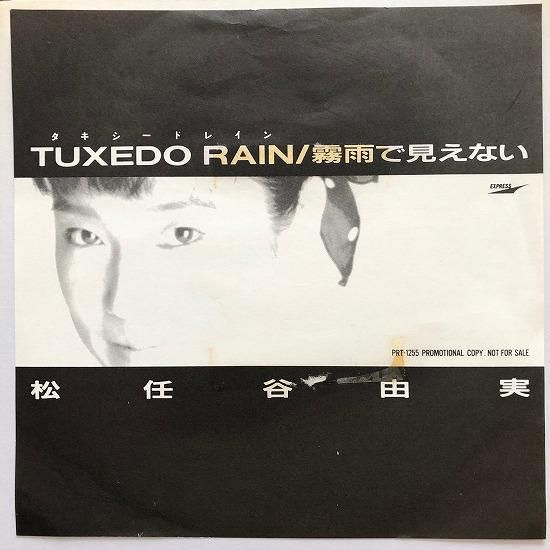 タキシードレイン
TUXEDO RAIN/霧雨で見えない
EXPRESS
PRT-1255 PROMOTIONAL COPY. NOT FOR SALE
松任谷由実